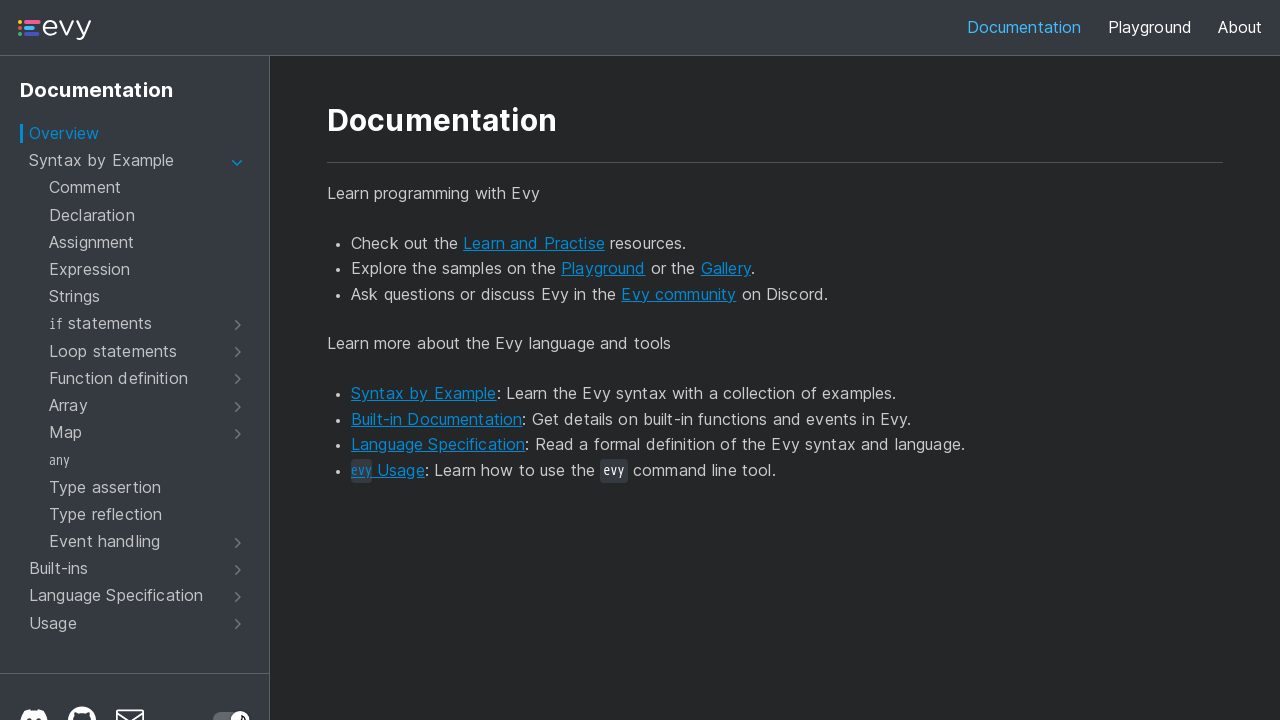 evy
Documentation Playground About
Documentation
Overview
Syntax by Example
Comment
Declaration
Assignment
Expression
Strings
if statements
Loop statements
Function definition
Array
Map
any
Type assertion
Type reflection
Event handling
Built-ins
Language Specification
Usage
Documentation
Learn programming with Evy
Check out the Learn and Practise resources.
Explore the samples on the Playground or the Gallery.
Ask questions or discuss Evy in the Evy community on Discord.
Learn more about the Evy language and tools
Syntax by Example: Learn the Evy syntax with a collection of examples.
Built-in Documentation: Get details on built-in functions and events in Evy.
Language Specification: Read a formal definition of the Evy syntax and language.
evy Usage: Learn how to use the evy command line tool.